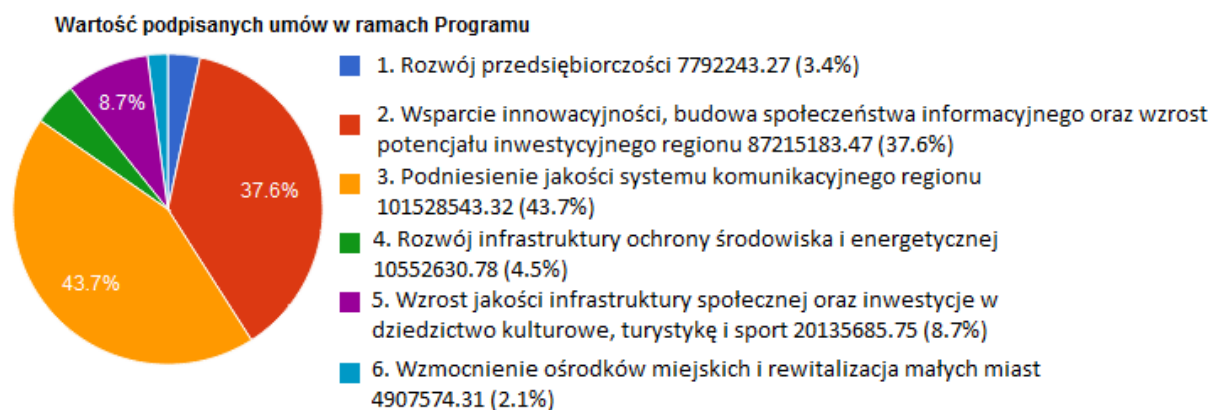 Wartość podpisanych umów w ramach Programu
8.7%
37.6%
43.7%
1. Rozwój przedsiębiorczości 7792243.27 (3.4%)
2. Wsparcie innowacyjności, budowa społeczeństwa informacyjnego oraz wzrost
potencjału inwestycyjnego regionu 87215183.47 (37.6%)
3. Podniesienie jakości systemu komunikacyjnego regionu
101528543.32 (43.7%)
4. Rozwój infrastruktury ochrony środowiska i energetycznej
10552630.78 (4.5%)
5. Wzrost jakości infrastruktury społecznej oraz inwestycje w
dziedzictwo kulturowe, turystykę i sport 20135685.75 (8.7%)
6. Wzmocnienie ośrodków miejskich i rewitalizacja małych miast
4907574.31 (2.1%)